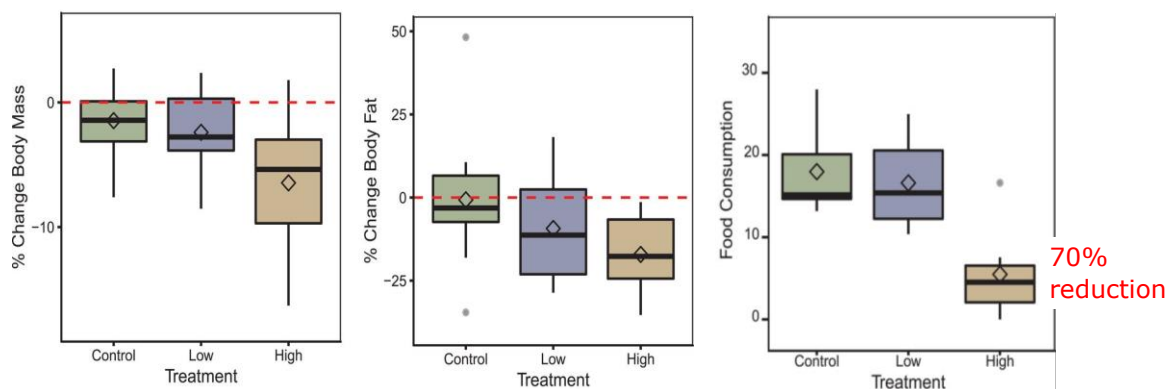 % Change Body Mass
0
−10
Control Low High
Treatment
% Change Body Fat
50
25
0
−25
Control Low High
Treatment
Food Consumption
30
20
10
0
Control Low High
Treatment
70%
reduction